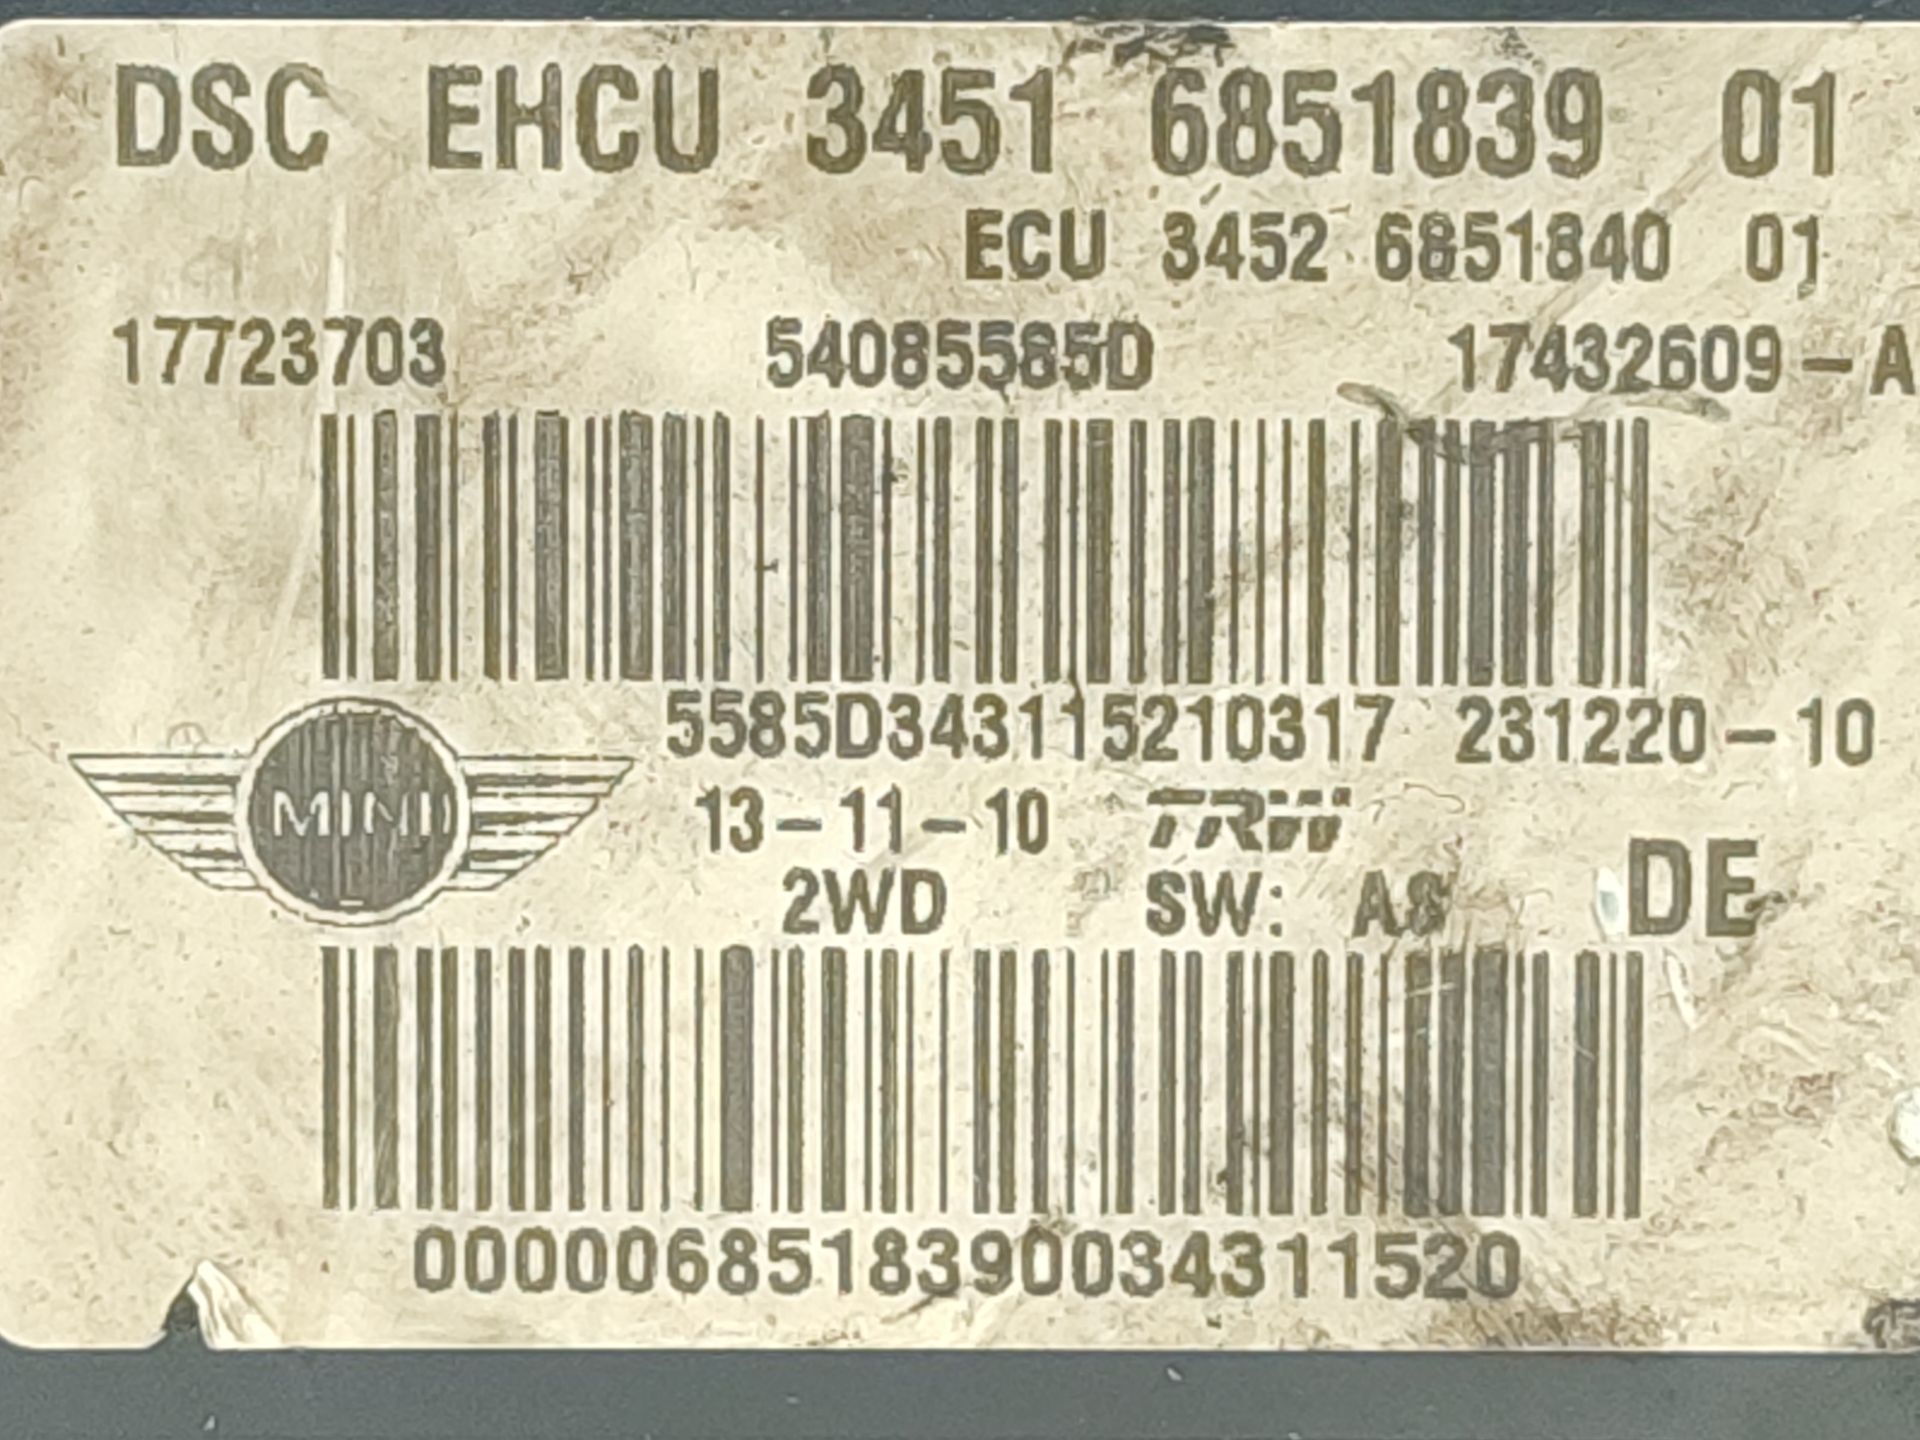 DSC EHCU 3451 6851839 01
ECU 3452 6851840 01
17723703 54085585D 17432609-A
5585D343115210317 231220-10
MINI
13-11-10 TRW
2WD SW: A8 DE
0000068518390034311520